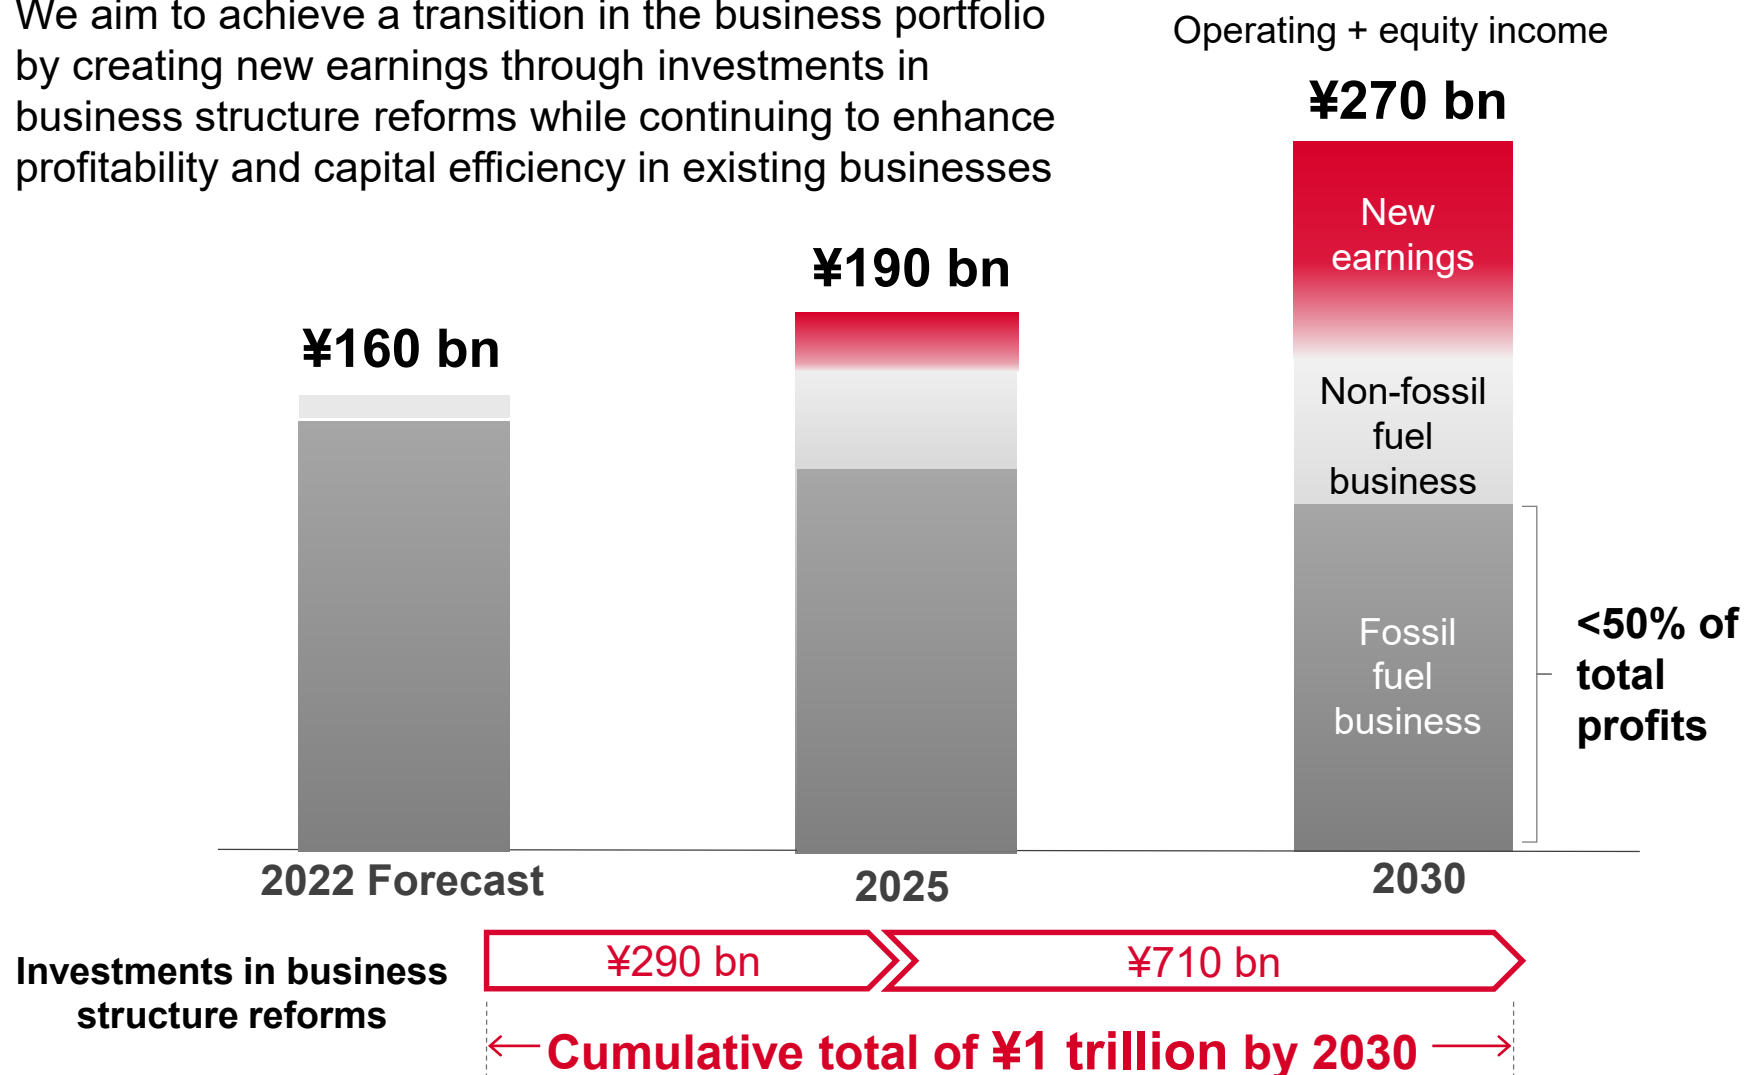 We aim to achieve a transition in the business portfolio
by creating new earnings through investments in
business structure reforms while continuing to enhance
profitability and capital efficiency in existing businesses
Operating + equity income
¥270 bn
¥190 bn
¥160 bn
New
earnings
Non-fossil
fuel
business
Fossil
fuel
business
<50% of
total
profits
2022 Forecast
2025
2030
Investments in business
structure reforms
¥290 bn
¥710 bn
Cumulative total of ¥1 trillion by 2030